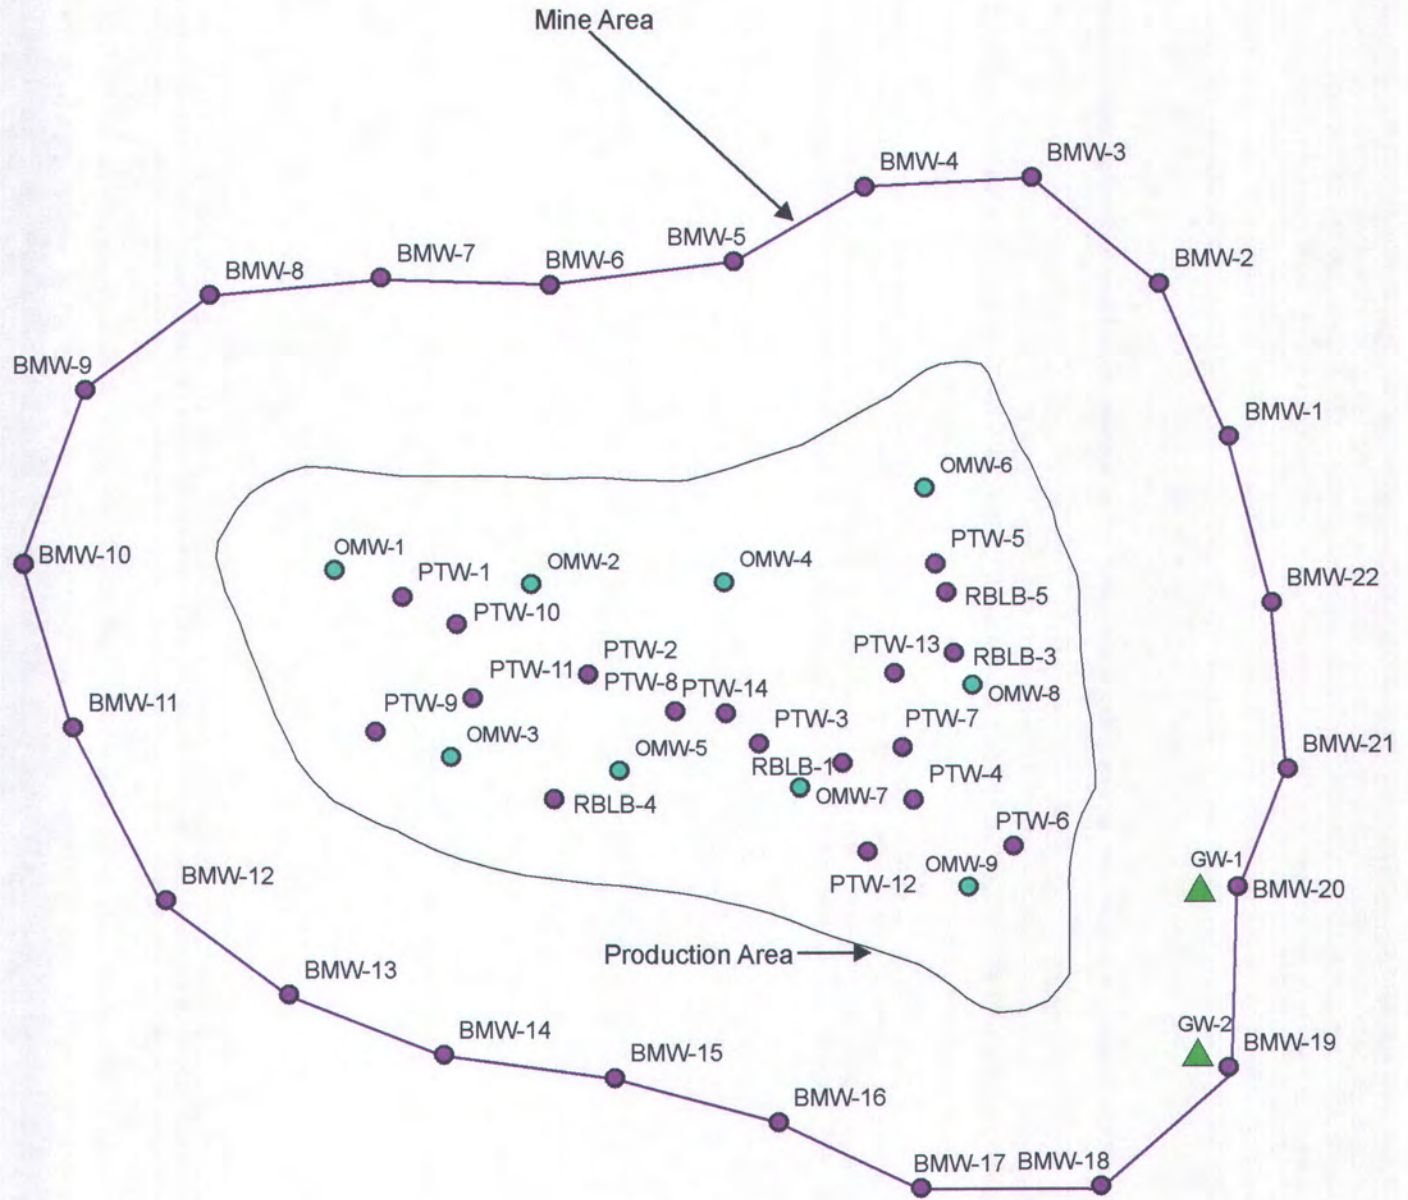 Mine Area
BMW-3
BMW-4
BMW-5
BMW-7
BMW-6
BMW-2
BMW-8
BMW-9
BMW-1
OMW-6
PTW-5
OMW-1
BMW-10
OMW-2
OMW-4
PTW-1
BMW-22
RBLB-5
PTW-10
PTW-13
PTW-2
RBLB-3
PTW-11
PTW-8
PTW-14
OMW-8
PTW-9
BMW-11
PTW-3
PTW-7
OMW-3
OMW-5
BMW-21
RBLB-1
PTW-4
OMW-7
RBLB-4
PTW-6
GW-1
OMW-9
BMW-12
PTW-12
BMW-20
Production Area
BMW-13
GW-2
BMW-14
BMW-19
BMW-15
BMW-16
BMW-17
BMW-18